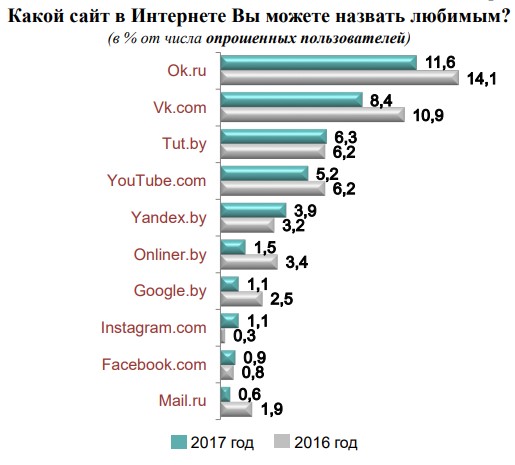 Какой сайт в Интернете Вы можете назвать любимым?
(в % от числа опрошенных пользователей)
Ok.ru 11,6
14,1
Vk.com 8,4
10,9
Tut.by 6,3
6,2
YouTube.com 5,2
6,2
Yandex.by 3,9
3,2
Onliner.by 1,5
3,4
Google.by 1,1
2,5
Instagram.com 1,1
0,3
Facebook.com 0,9
0,8
Mail.ru 0,6
1,9
2017 год 2016 год